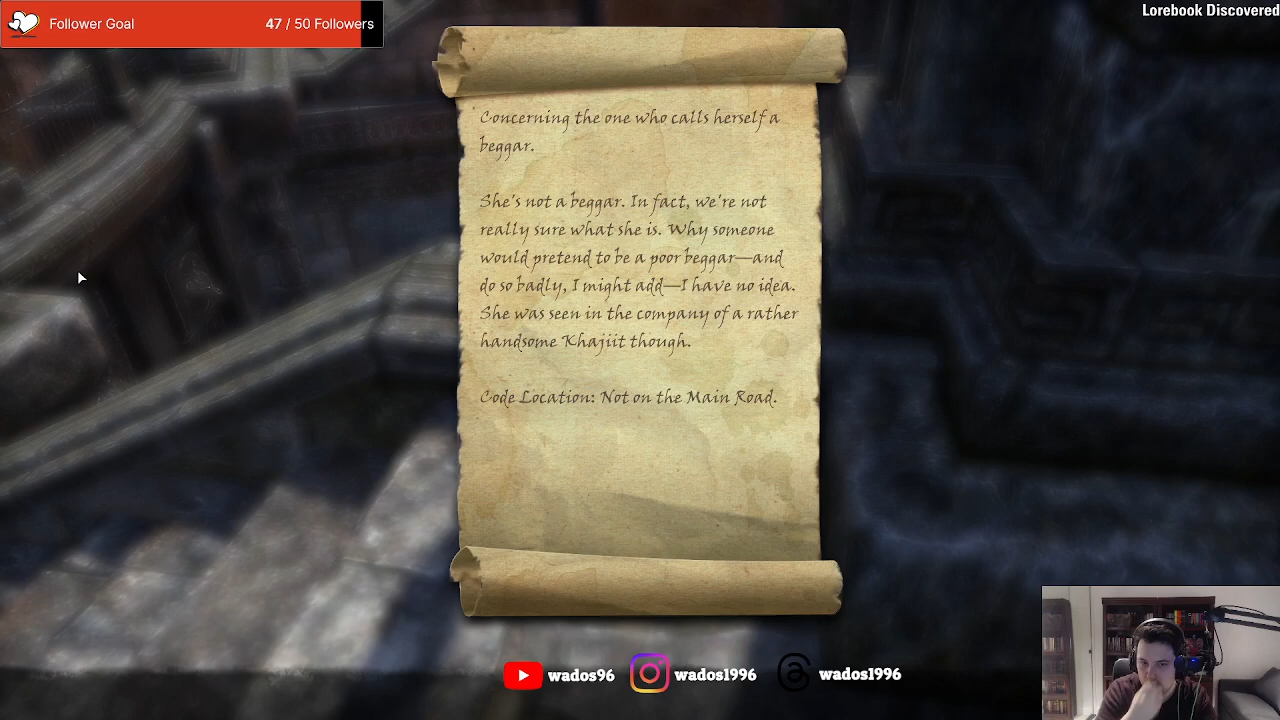 Follower Goal
47 / 50 Followers
Lorebook Discovered
Concerning the one who calls herself a
beggar.
She's not a beggar. In fact, we're not
really sure what she is. Why someone
would pretend to be a poor beggar—and
do so badly, I might add—I have no idea.
She was seen in the company of a rather
handsome Khajiit though.
Code Location: Not on the Main Road.
wados96
wados1996
wados1996